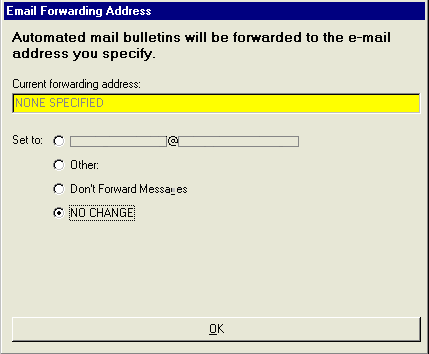 Email Forwarding Address
Automated mail bulletins will be forwarded to the e-mail
address you specify.
Current forwarding address:
NONE SPECIFIED
Set to:
@
Other:
Don't Forward Messages
NO CHANGE
OK